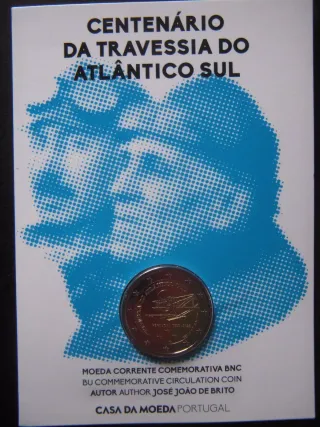 CENTENÁRIO
DA TRAVESSIA DO
ATLÂNTICO SUL
MOEDA CORRENTE COMEMORATIVA BNC
BU COMMEMORATIVE CIRCULATION COIN
AUTOR AUTHOR JOSÉ JOÃO DE BRITO
CASA DA MOEDA PORTUGAL